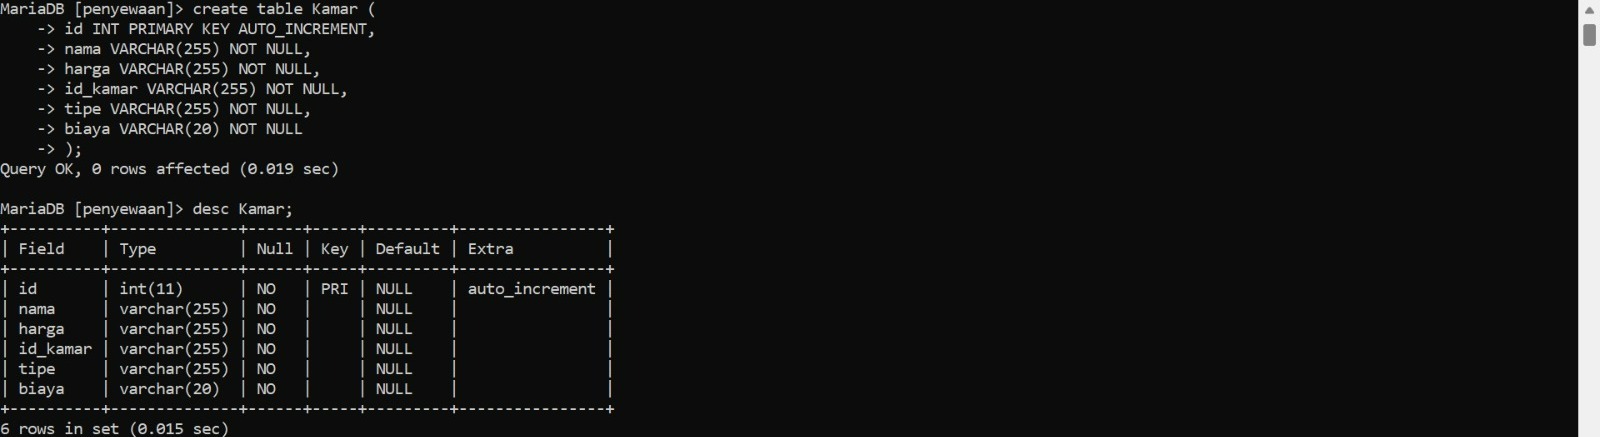 MariaDB [penyewaan]> create table Kamar (
    -> id INT PRIMARY KEY AUTO_INCREMENT,
    -> nama VARCHAR(255) NOT NULL,
    -> harga VARCHAR(255) NOT NULL,
    -> id_kamar VARCHAR(255) NOT NULL,
    -> tipe VARCHAR(255) NOT NULL,
    -> biaya VARCHAR(20) NOT NULL
    -> );
Query OK, 0 rows affected (0.019 sec)

MariaDB [penyewaan]> desc Kamar;
+----------+--------------+------+-----+---------+----------------+
| Field    | Type         | Null | Key | Default | Extra          |
+----------+--------------+------+-----+---------+----------------+
| id       | int(11)      | NO   | PRI | NULL    | auto_increment |
| nama     | varchar(255) | NO   |     | NULL    |                |
| harga    | varchar(255) | NO   |     | NULL    |                |
| id_kamar | varchar(255) | NO   |     | NULL    |                |
| tipe     | varchar(255) | NO   |     | NULL    |                |
| biaya    | varchar(20)  | NO   |     | NULL    |                |
+----------+--------------+------+-----+---------+----------------+
6 rows in set (0.015 sec)